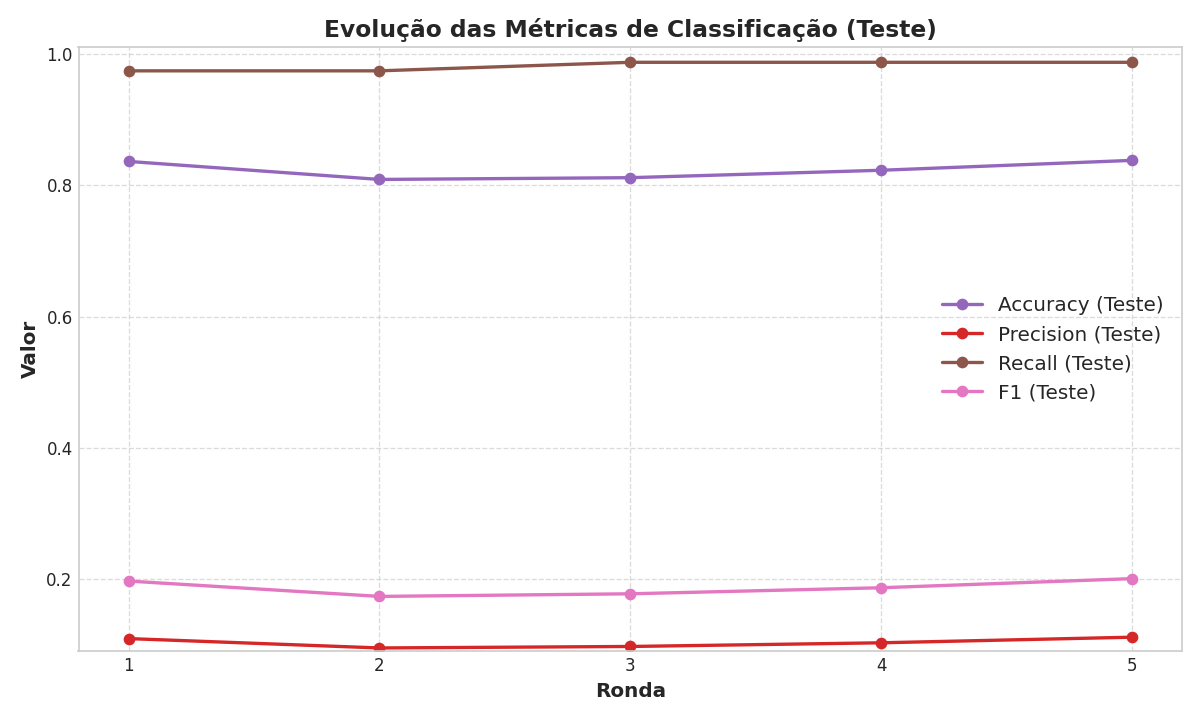 Evolução das Métricas de Classificação (Teste)
1.0
0.8
0.6
0.4
0.2
Valor
Accuracy (Teste)
Precision (Teste)
Recall (Teste)
F1 (Teste)
1 2 3 4 5
Ronda